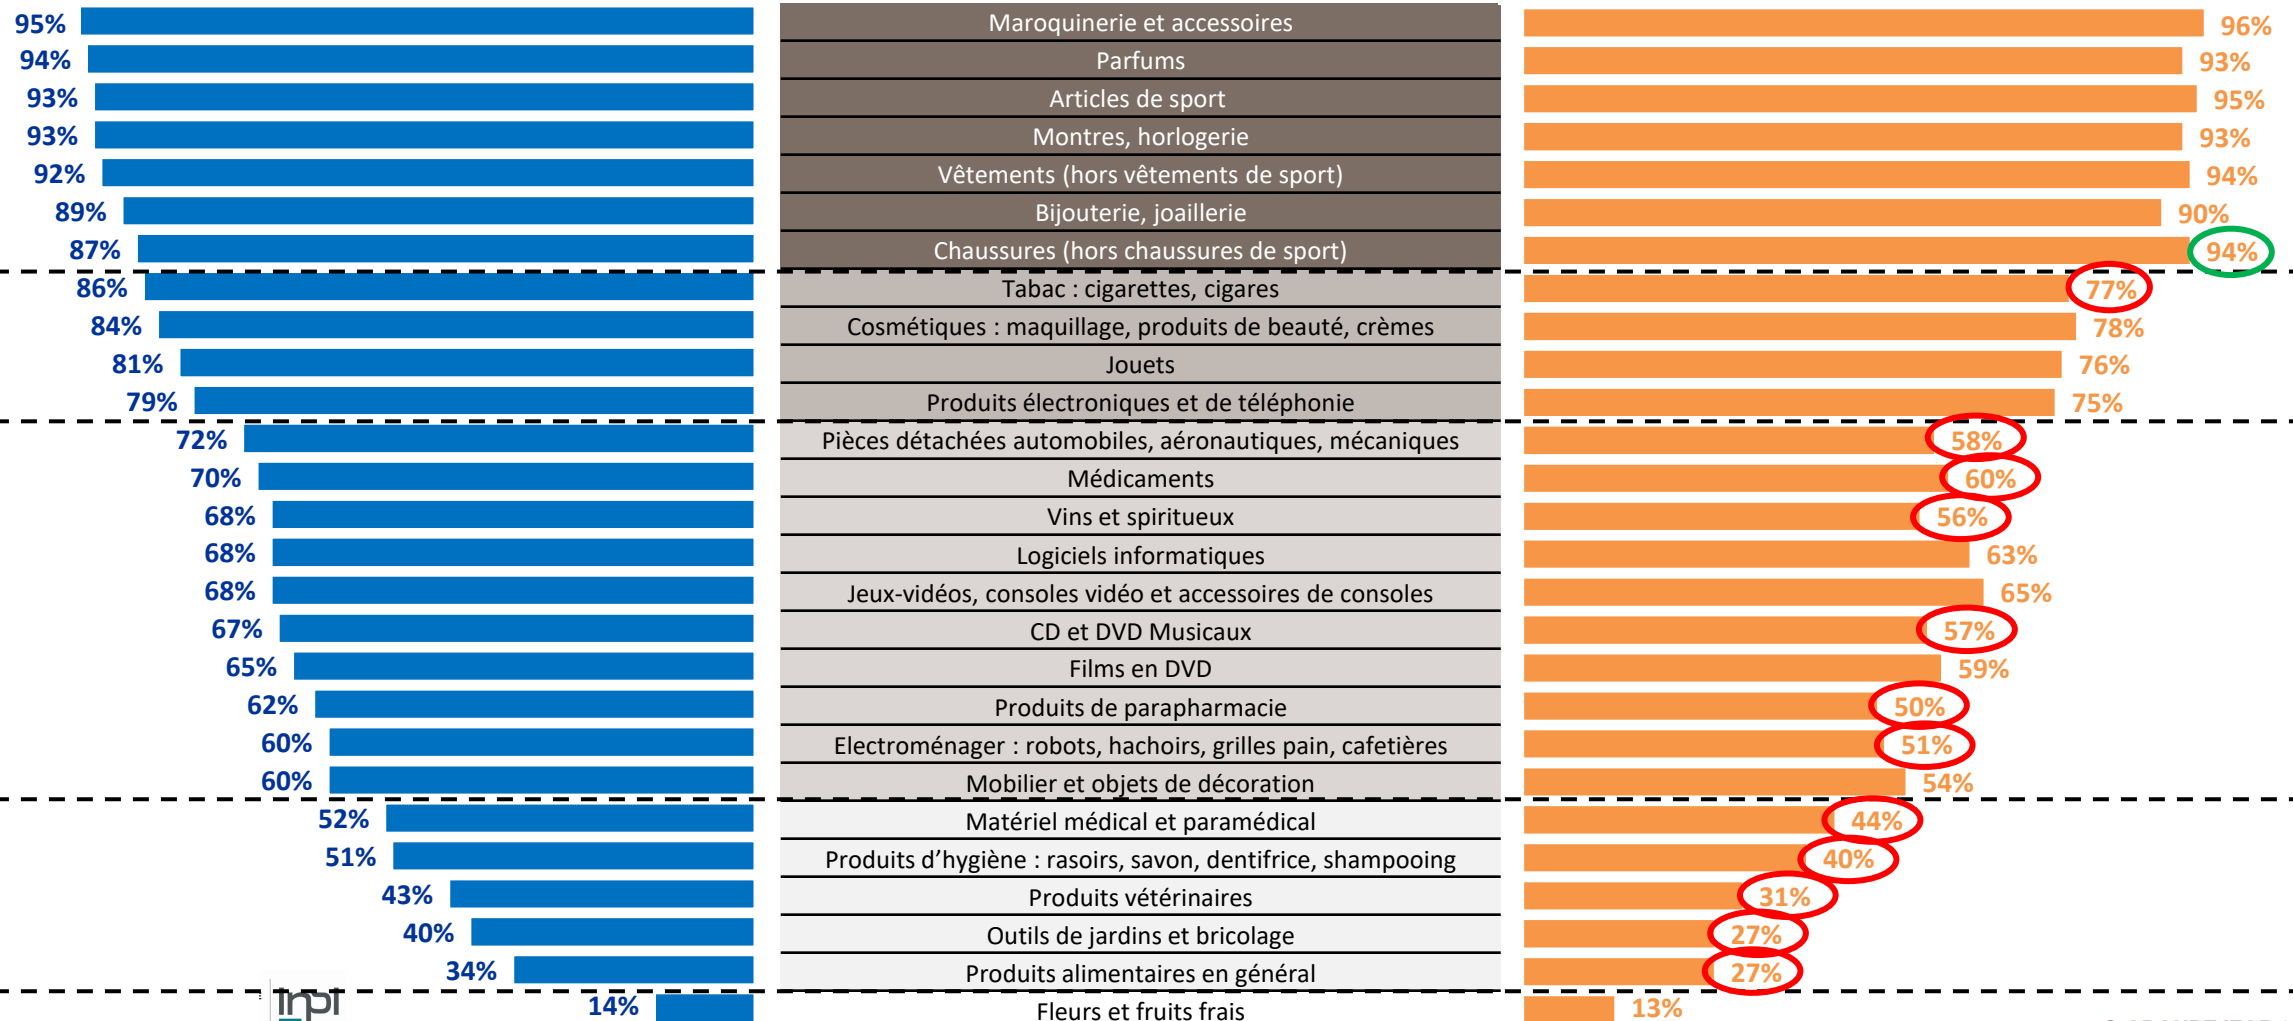 95% Maroquinerie et accessoires 96%
94% Parfums 93%
93% Articles de sport 95%
93% Montres, horlogerie 93%
92% Vêtements (hors vêtements de sport) 94%
89% Bijouterie, joaillerie 90%
87% Chaussures (hors chaussures de sport) 94%
86% Tabac : cigarettes, cigares 77%
84% Cosmétiques : maquillage, produits de beauté, crèmes 78%
81% Jouets 76%
79% Produits électroniques et de téléphonie 75%
72% Pièces détachées automobiles, aéronautiques, mécaniques 58%
70% Médicaments 60%
68% Vins et spiritueux 56%
68% Logiciels informatiques 63%
68% Jeux-vidéos, consoles vidéo et accessoires de consoles 65%
67% CD et DVD Musicaux 57%
65% Films en DVD 59%
62% Produits de parapharmacie 50%
60% Electroménager : robots, hachoirs, grilles pain, cafetières 51%
60% Mobilier et objets de décoration 54%
52% Matériel médical et paramédical 44%
51% Produits d’hygiène : rasoirs, savon, dentifrice, shampooing 40%
43% Produits vétérinaires 31%
40% Outils de jardins et bricolage 27%
34% Produits alimentaires en général 27%
inpi
14% Fleurs et fruits frais 13%